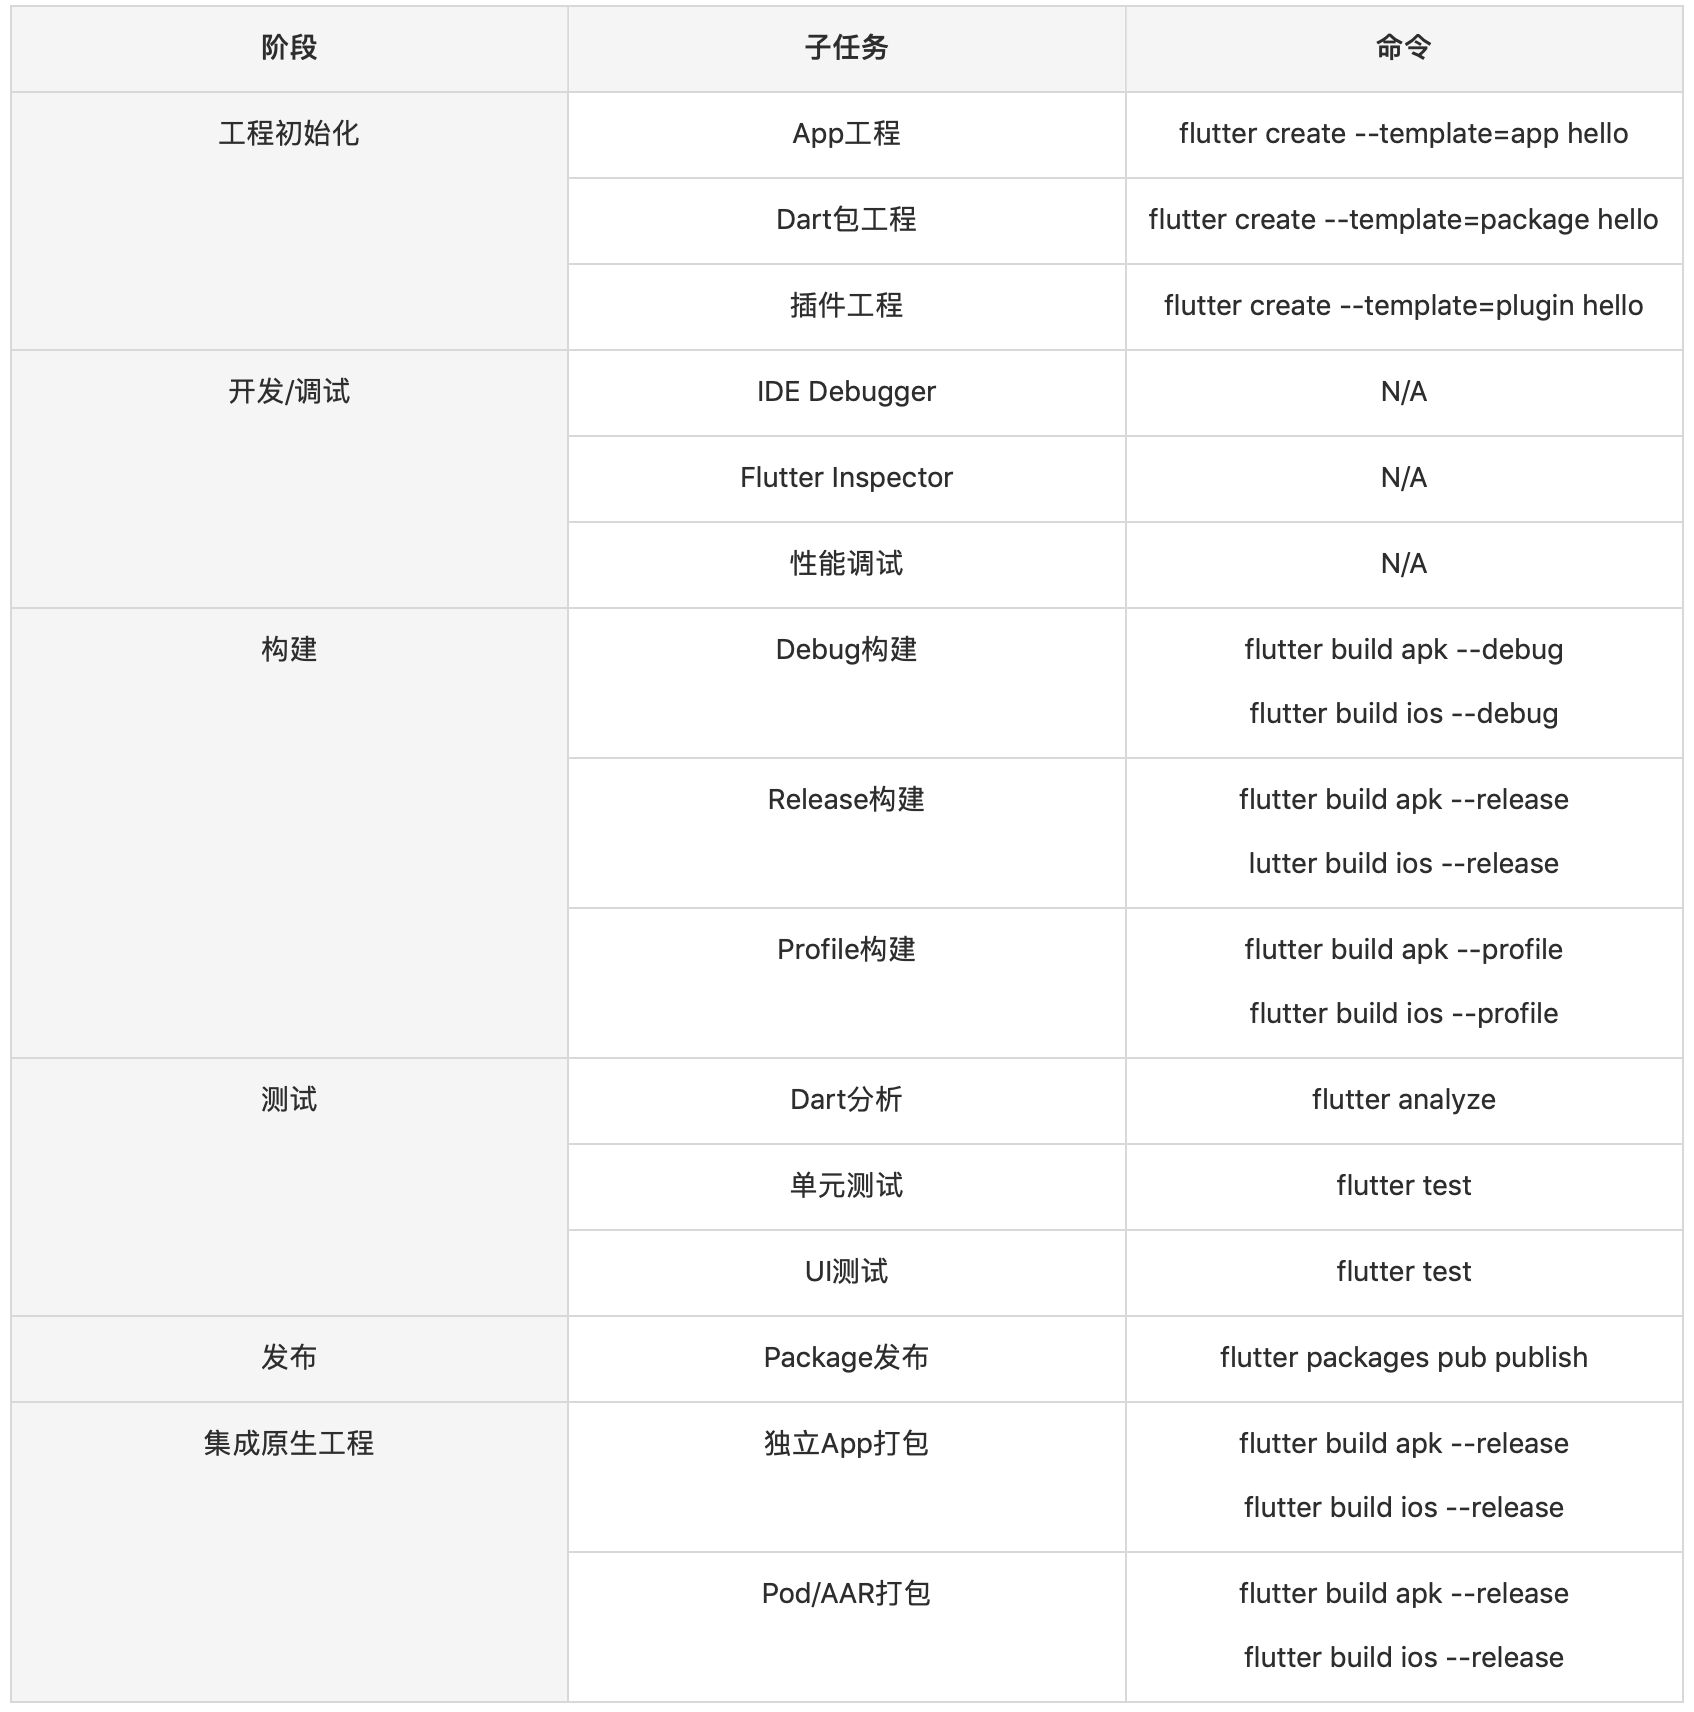 阶段 子任务 命令
工程初始化 App工程 flutter create --template=app hello
Dart包工程 flutter create --template=package hello
插件工程 flutter create --template=plugin hello
开发/调试 IDE Debugger N/A
Flutter Inspector N/A
性能调试 N/A
构建 Debug构建 flutter build apk --debug
flutter build ios --debug
Release构建 flutter build apk --release
lutter build ios --release
Profile构建 flutter build apk --profile
flutter build ios --profile
测试 Dart分析 flutter analyze
单元测试 flutter test
UI测试 flutter test
发布 Package发布 flutter packages pub publish
集成原生工程 独立App打包 flutter build apk --release
flutter build ios --release
Pod/AAR打包 flutter build apk --release
flutter build ios --release